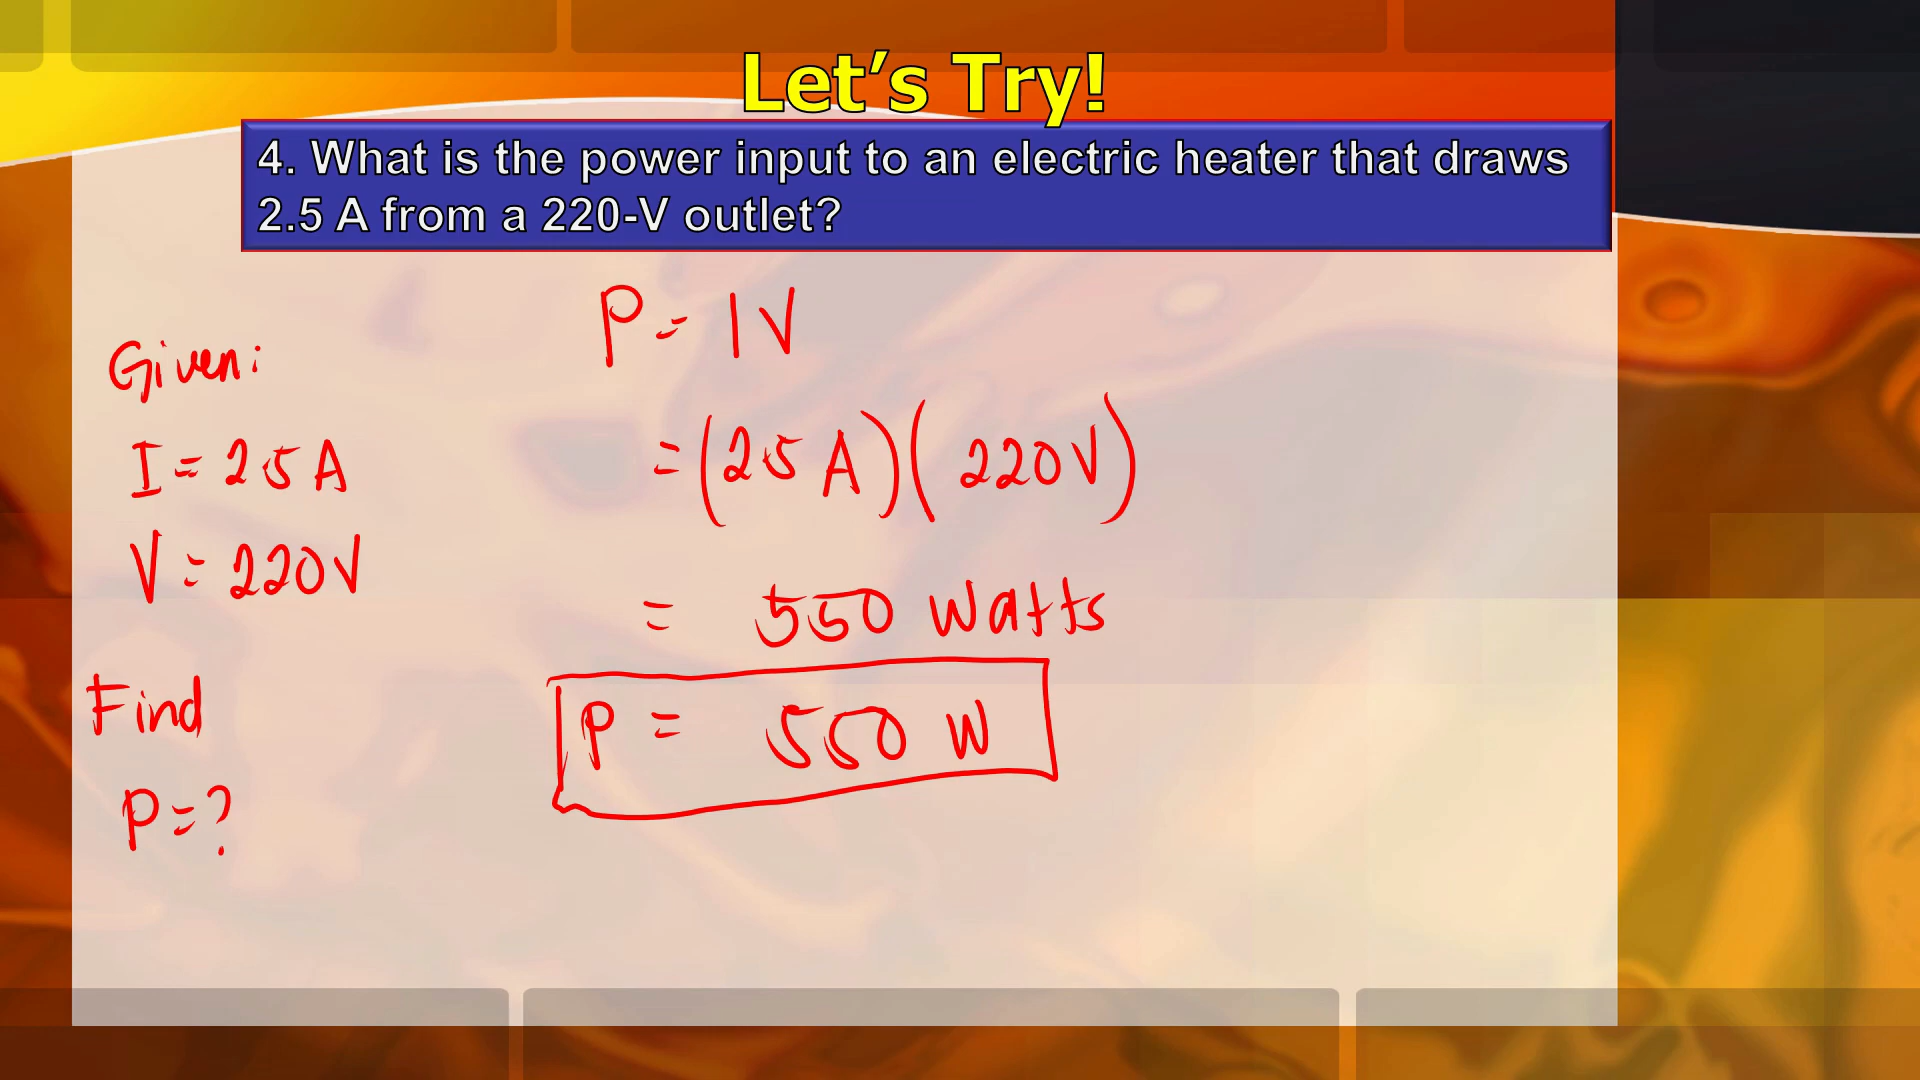 Let’s Try!
4. What is the power input to an electric heater that draws
2.5 A from a 220-V outlet?
Given:
I = 2.5 A
V = 220V
Find
P = ?
P = IV
= (2.5 A)(220V)
= 550 Watts
P = 550 W